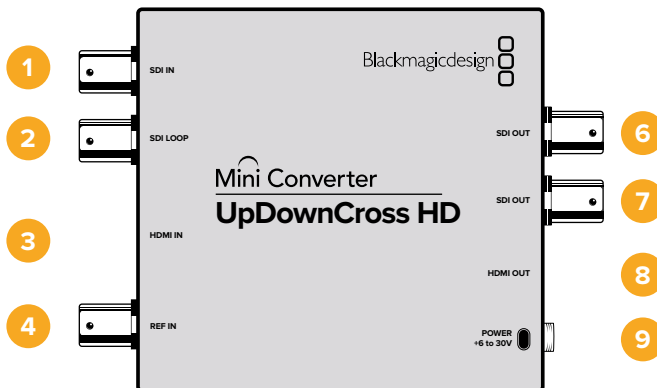 Blackmagicdesign
1
SDI IN
2
SDI LOOP
SDI OUT
6
Mini Converter
UpDownCross HD
SDI OUT
7
3
HDMI IN
HDMI OUT
8
4
REF IN
POWER
+6 to 30V
9